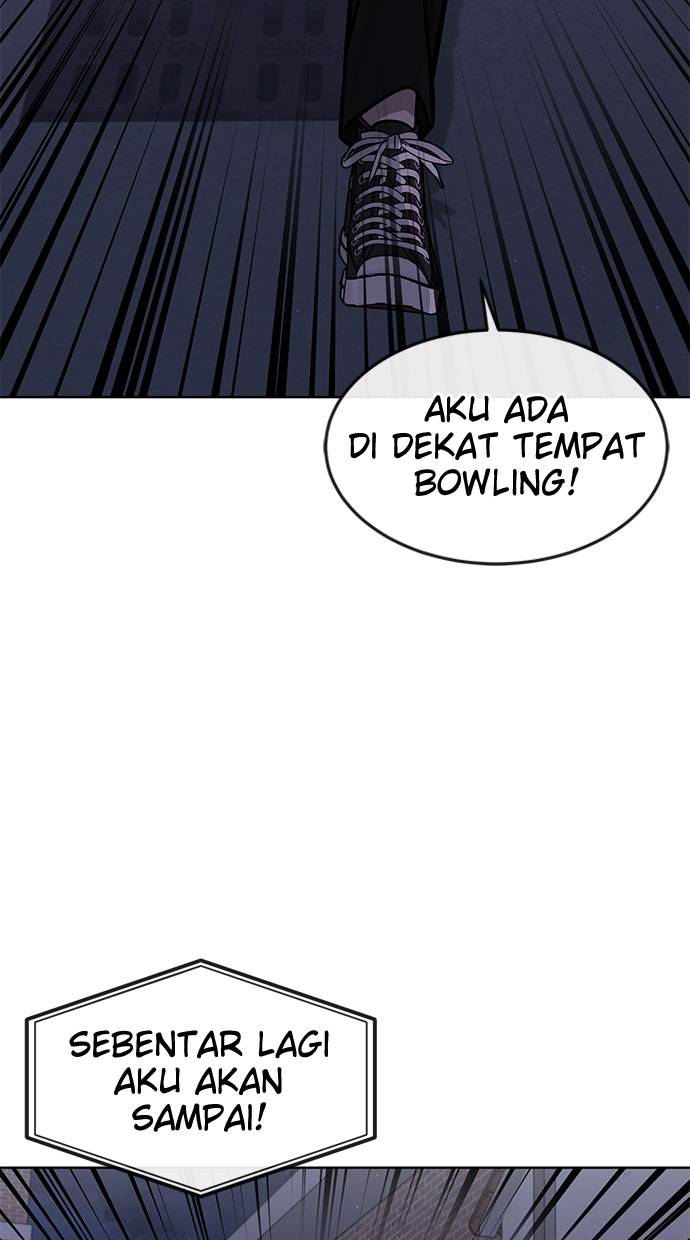 AKU ADA
DI DEKAT TEMPAT
BOWLING!
SEBENTAR LAGI
AKU AKAN
SAMPAI!